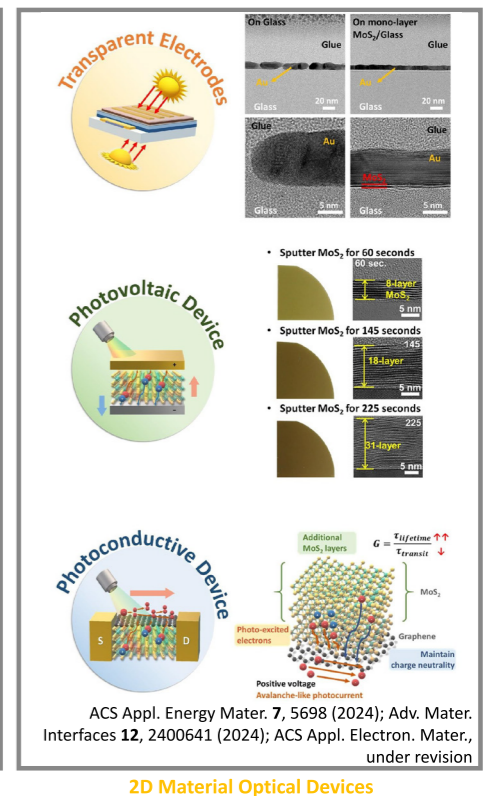 Transparent Electrodes
On Glass
Glue
Au
Glass
20 nm
On mono-layer
MoS₂/Glass
Glue
Au
Glass
20 nm
Glue
Au
Glass
5 nm
Glue
Au
MoS₂
Glass
5 nm
Photovoltaic Device
+
-
• Sputter MoS₂ for 60 seconds
60 sec.
8-layer
MoS₂
5 nm
• Sputter MoS₂ for 145 seconds
145
18-layer
5 nm
• Sputter MoS₂ for 225 seconds
225
31-layer
5 nm
Photoconductive Device
S
D
Additional
MoS₂ layers
G = τlifetime / τtransit ↑↑ ↓
MoS₂
Photo-excited
electrons
Graphene
Maintain
charge neutrality
Positive voltage
Avalanche-like photocurrent
ACS Appl. Energy Mater. 7, 5698 (2024); Adv. Mater.
Interfaces 12, 2400641 (2024); ACS Appl. Electron. Mater.,
under revision
2D Material Optical Devices